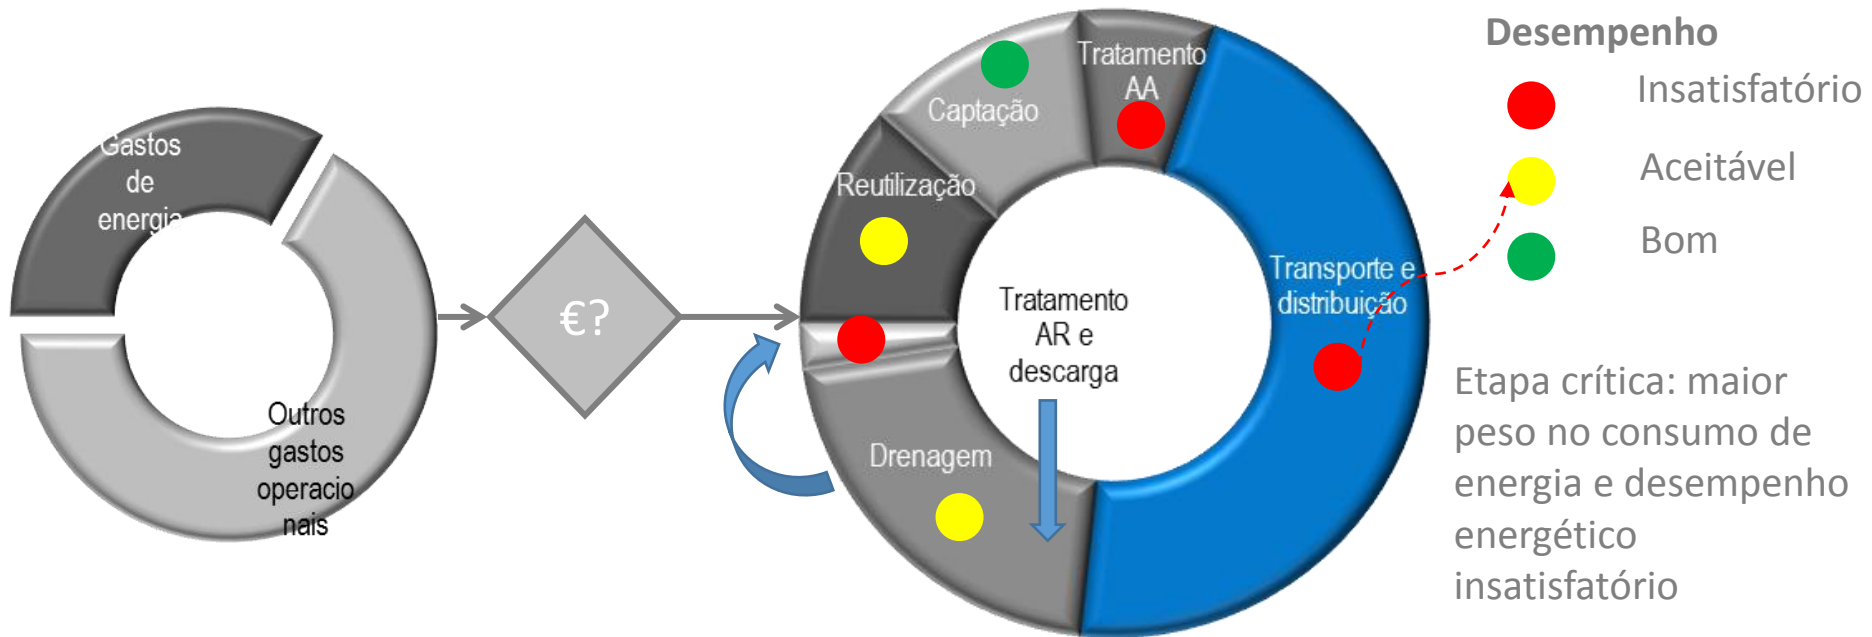 Gastos
de
energia
Outros
gastos
operacio
nais
€?
Tratamento
AA
Captação
Reutilização
Transporte e
distribuição
Tratamento
AR e
descarga
Drenagem
Desempenho
Insatisfatório
Aceitável
Bom
Etapa crítica: maior
peso no consumo de
energia e desempenho
energético
insatisfatório